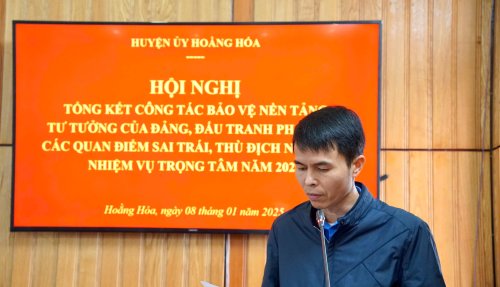 HUYỆN ỦY HOẰNG HÓA
HỘI NGHỊ
TỔNG KẾT CÔNG TÁC BẢO VỆ NỀN TẢNG
TƯ TƯỞNG CỦA ĐẢNG, ĐẤU TRANH
CÁC QUAN ĐIỂM SAI TRÁI, THÙ ĐỊCH
NHIỆM VỤ TRỌNG TÂM NĂM
Hoằng Hóa, ngày 08 tháng 01 năm 2025